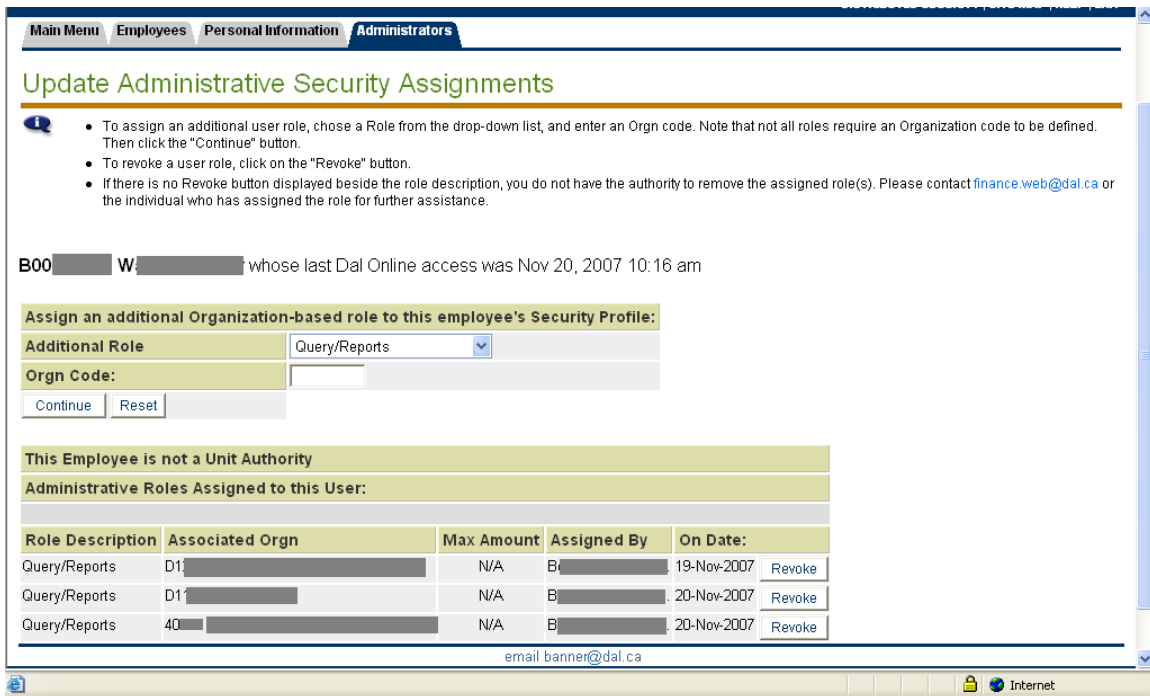 Main Menu Employees Personal Information Administrators
Update Administrative Security Assignments
• To assign an additional user role, chose a Role from the drop-down list, and enter an Orgn code. Note that not all roles require an Organization code to be defined.
Then click the "Continue" button.
• To revoke a user role, click on the "Revoke" button.
• If there is no Revoke button displayed beside the role description, you do not have the authority to remove the assigned role(s). Please contact finance.web@dal.ca or
the individual who has assigned the role for further assistance.
B00 W whose last Dal Online access was Nov 20, 2007 10:16 am
Assign an additional Organization-based role to this employee's Security Profile:
Additional Role Query/Reports
Orgn Code:
Continue Reset
This Employee is not a Unit Authority
Administrative Roles Assigned to this User:
Role Description Associated Orgn Max Amount Assigned By On Date:
Query/Reports D1 N/A B 19-Nov-2007 Revoke
Query/Reports D1 N/A B . 20-Nov-2007 Revoke
Query/Reports 40 N/A B . 20-Nov-2007 Revoke
email banner@dal.ca
Internet